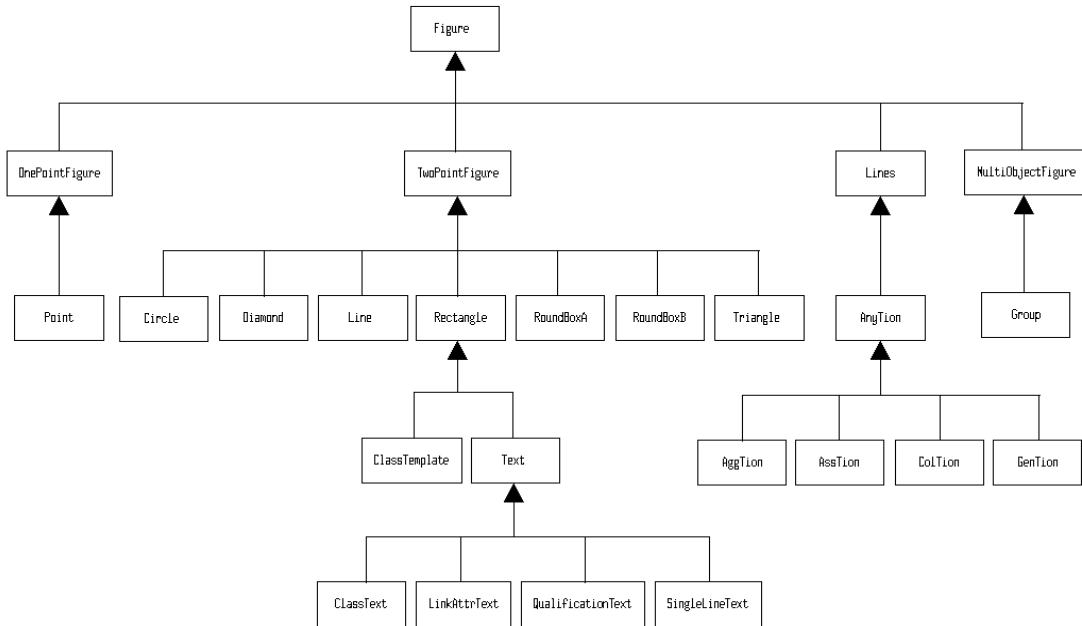 Figure
OnePointFigure
TwoPointFigure
Lines
MultiObjectFigure
Point
Circle
Diamond
Line
Rectangle
RoundBoxA
RoundBoxB
Triangle
AnyTion
Group
ClassTemplate
Text
AggTion
AssTion
ColTion
GenTion
ClassText
LinkAttrText
QualificationText
SingleLineText